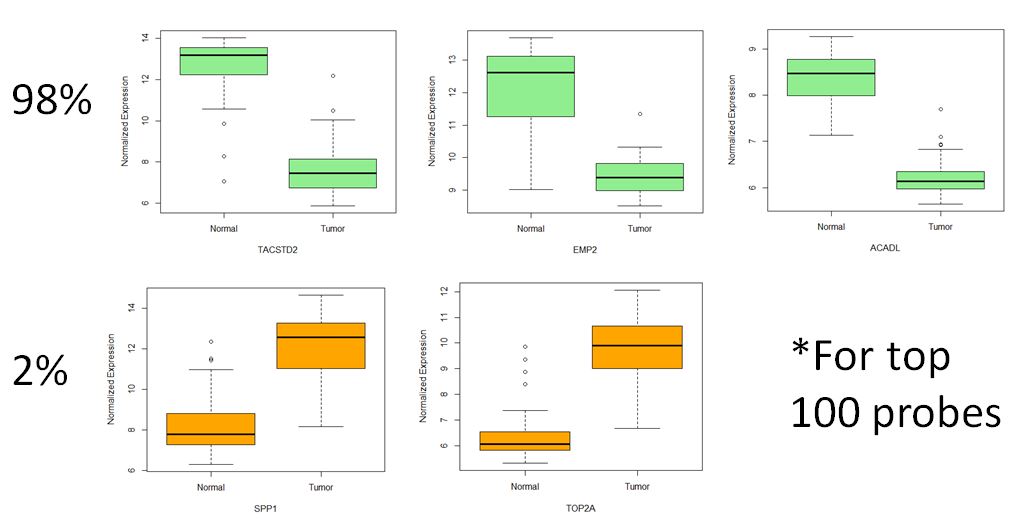 98%
Normalized Expression
14
12
10
8
6
Normal Tumor
TACSTD2
Normalized Expression
13
12
11
10
9
Normal Tumor
EMP2
Normalized Expression
9
8
7
6
Normal Tumor
ACADL
2%
Normalized Expression
14
12
10
8
6
Normal Tumor
SPP1
Normalized Expression
12
11
10
9
8
7
6
Normal Tumor
TOP2A
*For top
100 probes